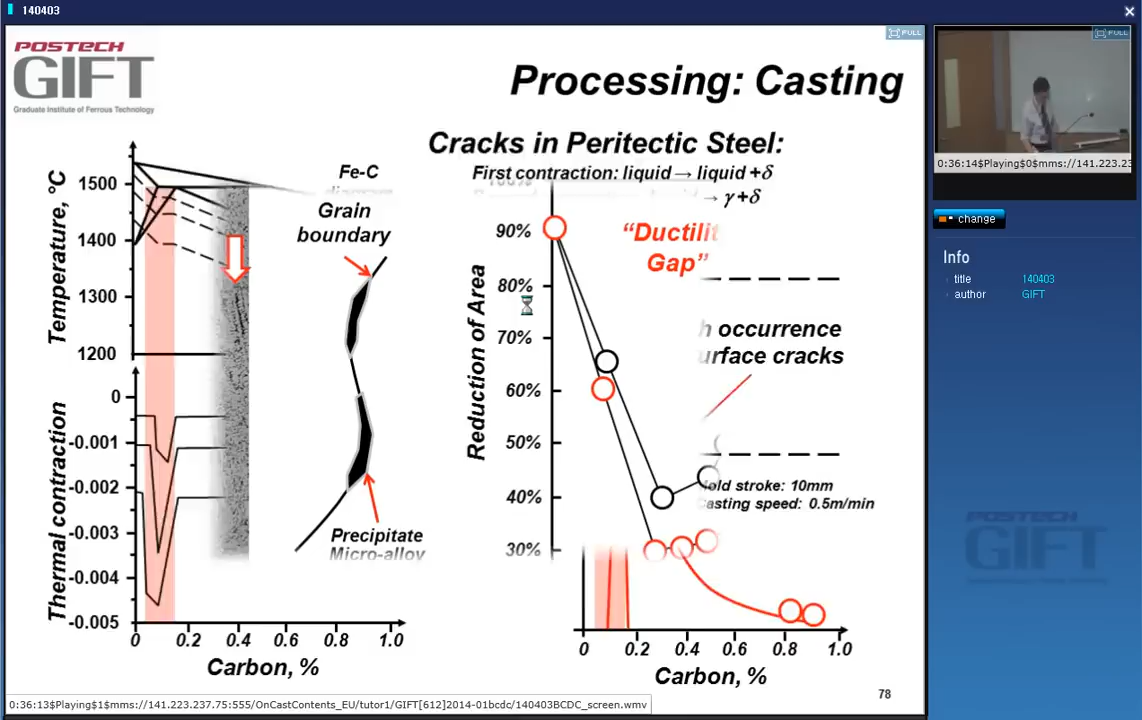 140403
FULL
POSTECH
GIFT
Graduate Institute of Ferrous Technology
Processing: Casting
Cracks in Peritectic Steel:
First contraction: liquid → liquid +δ
→ γ+δ
Fe-C
Grain
boundary
Precipitate
Micro-alloy
Temperature, °C
1500
1400
1300
1200
Thermal contraction
0
-0.001
-0.002
-0.003
-0.004
-0.005
0 0.2 0.4 0.6 0.8 1.0
Carbon, %
Reduction of Area
90%
80%
70%
60%
50%
40%
30%
"Ductilit
Gap"
h occurrence
urface cracks
old stroke: 10mm
asting speed: 0.5m/min
0 0.2 0.4 0.6 0.8 1.0
Carbon, %
78
0:36:13$Playing$1$mms://141.223.237.75:555/OnCastContents_EU/tutor1/GIFT[612]2014-01bcdc/140403BCDC_screen.wmv
FULL
0:36:14$Playing$0$mms://141.223.23
change
Info
title 140403
author GIFT
POSTECH
GIFT